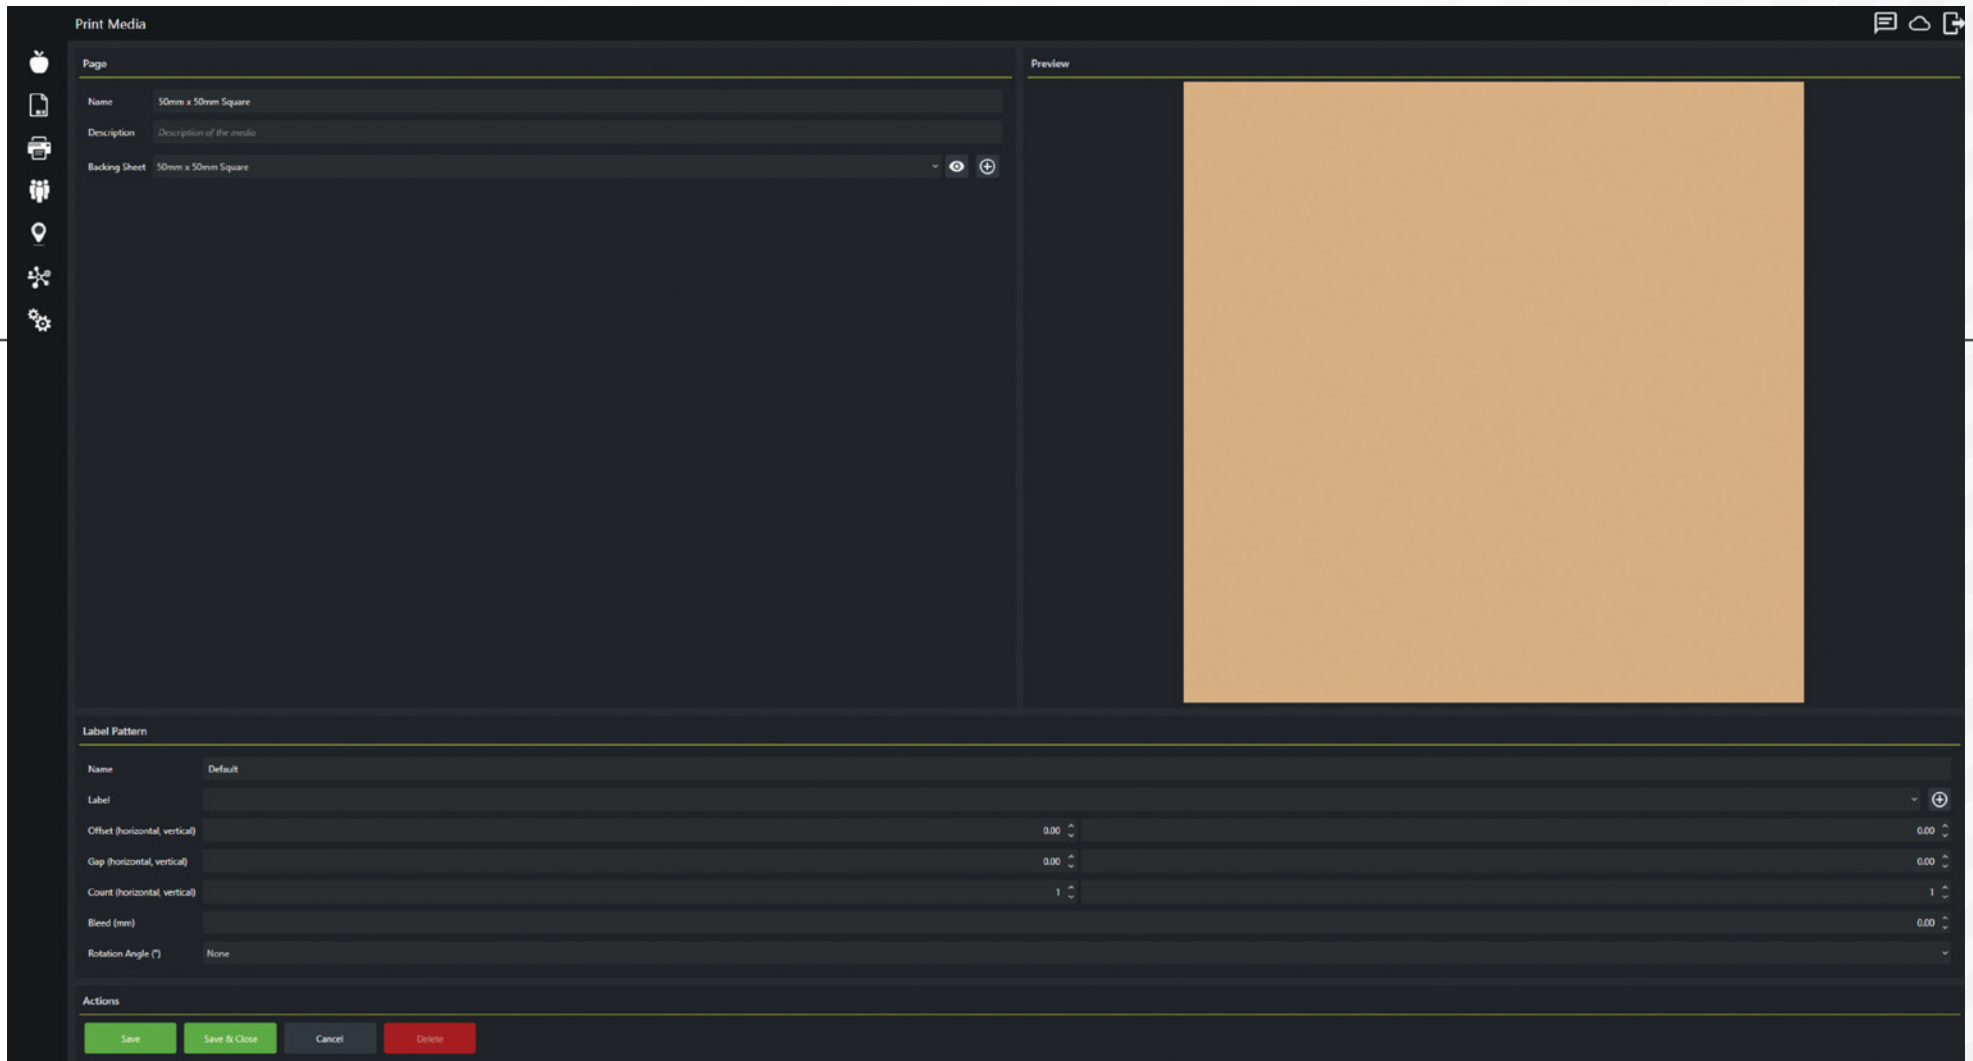 Print Media
Page
Preview
Name 50mm x 50mm Square
Description Description of the media
Backing Sheet 50mm x 50mm Square
Label Pattern
Name Default
Label
Offset (horizontal, vertical) 0.00 0.00
Gap (horizontal, vertical) 0.00 0.00
Count (horizontal, vertical) 1 1
Bleed (mm) 0.00
Rotation Angle (°) None
Actions
Save Save & Close Cancel Delete